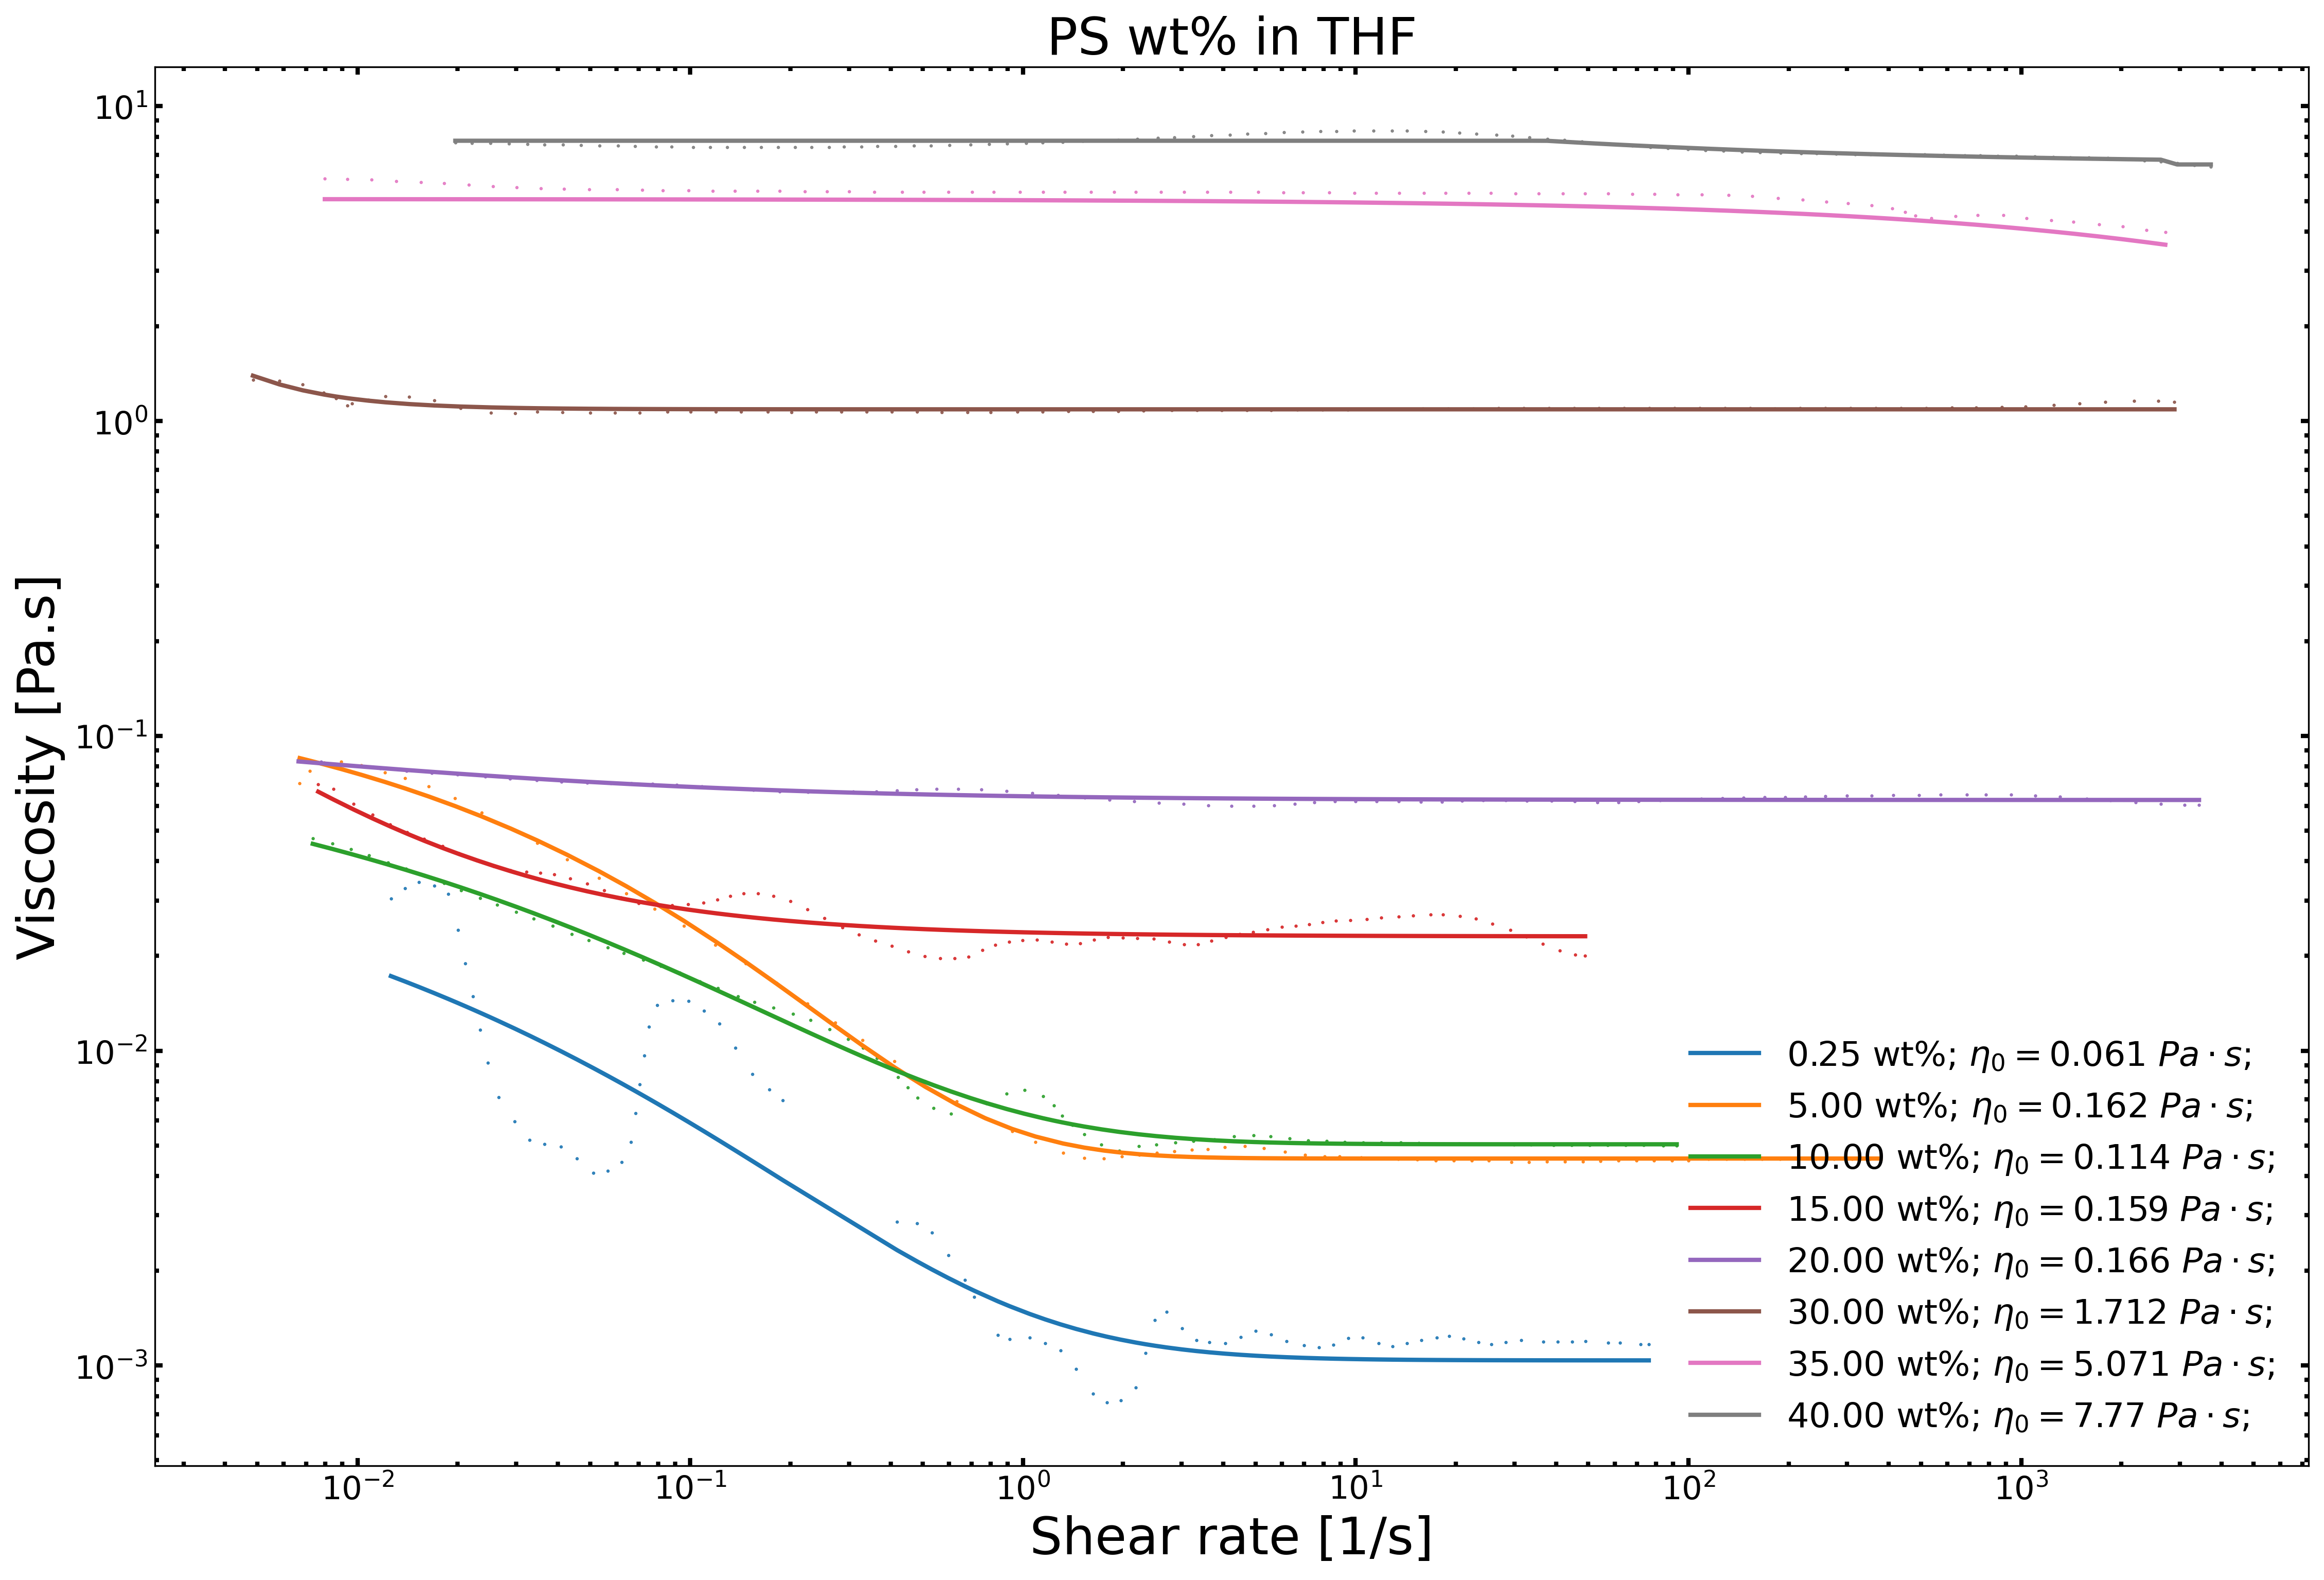 PS wt% in THF
Viscosity [Pa.s]
10¹
10⁰
10⁻¹
10⁻²
10⁻³
0.25 wt%; η₀ = 0.061 Pa · s;
5.00 wt%; η₀ = 0.162 Pa · s;
10.00 wt%; η₀ = 0.114 Pa · s;
15.00 wt%; η₀ = 0.159 Pa · s;
20.00 wt%; η₀ = 0.166 Pa · s;
30.00 wt%; η₀ = 1.712 Pa · s;
35.00 wt%; η₀ = 5.071 Pa · s;
40.00 wt%; η₀ = 7.77 Pa · s;
10⁻² 10⁻¹ 10⁰ 10¹ 10² 10³
Shear rate [1/s]